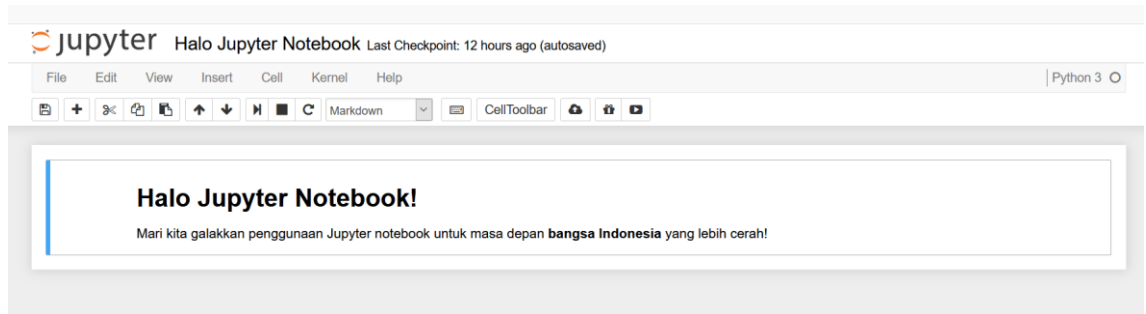 jupyter Halo Jupyter Notebook Last Checkpoint: 12 hours ago (autosaved)
File Edit View Insert Cell Kernel Help Python 3
Markdown CellToolbar
Halo Jupyter Notebook!
Mari kita galakkan penggunaan Jupyter notebook untuk masa depan bangsa Indonesia yang lebih cerah!